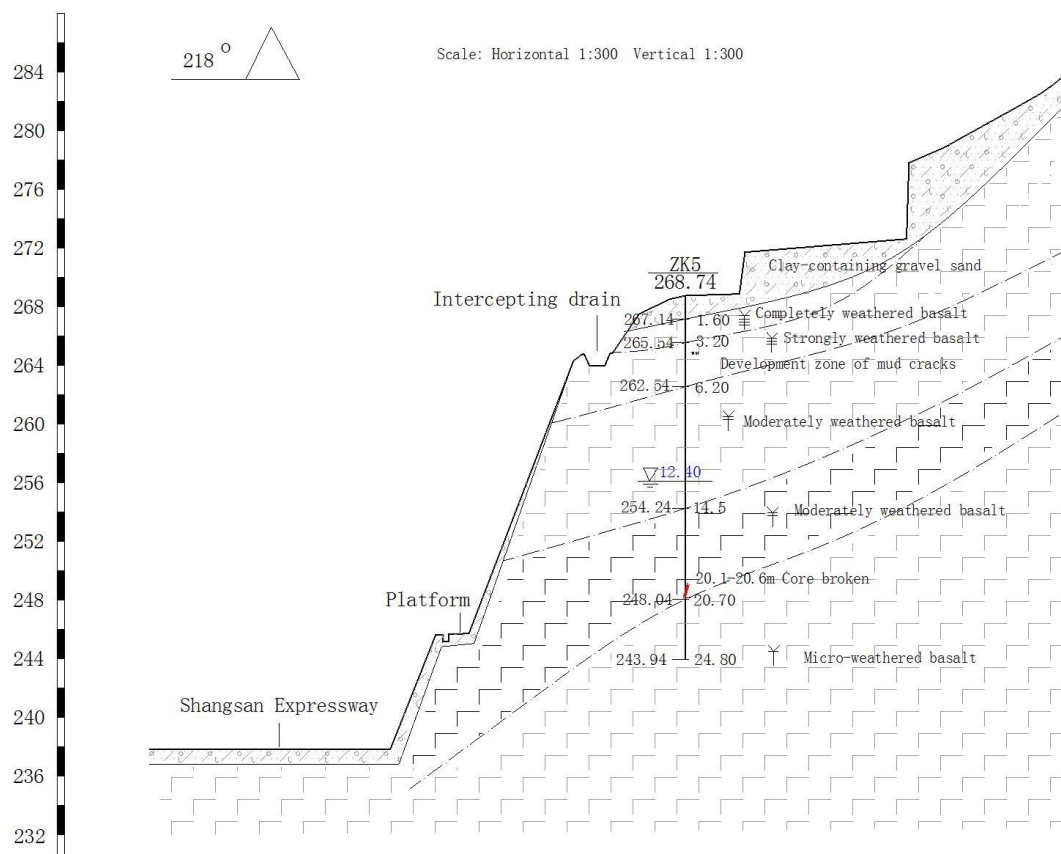 218°
Scale: Horizontal 1:300 Vertical 1:300
284
280
276
272
268
264
260
256
252
248
244
240
236
232
ZK5
268.74
Clay-containing gravel sand
Intercepting drain
267.14 1.60
Completely weathered basalt
265.54 3.20
Strongly weathered basalt
Development zone of mud cracks
262.54 6.20
Moderately weathered basalt
12.40
254.24 14.5
Moderately weathered basalt
20.1-20.6m Core broken
248.04 20.70
Platform
243.94 24.80
Micro-weathered basalt
Shangsan Expressway